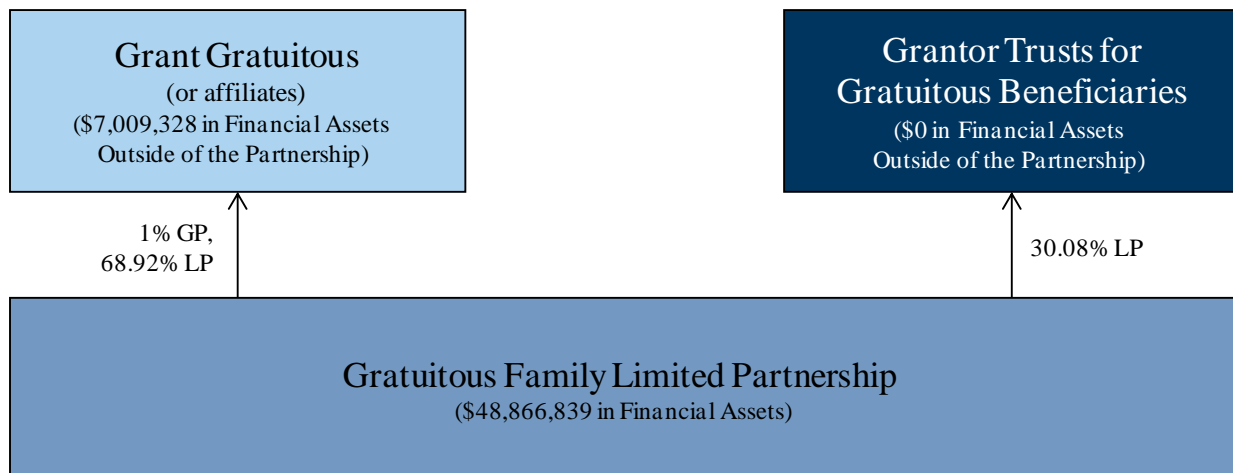 Grant Gratuitous
(or affiliates)
($7,009,328 in Financial Assets
Outside of the Partnership)
Grantor Trusts for
Gratuitous Beneficiaries
($0 in Financial Assets
Outside of the Partnership)
1% GP,
68.92% LP
30.08% LP
Gratuitous Family Limited Partnership
($48,866,839 in Financial Assets)